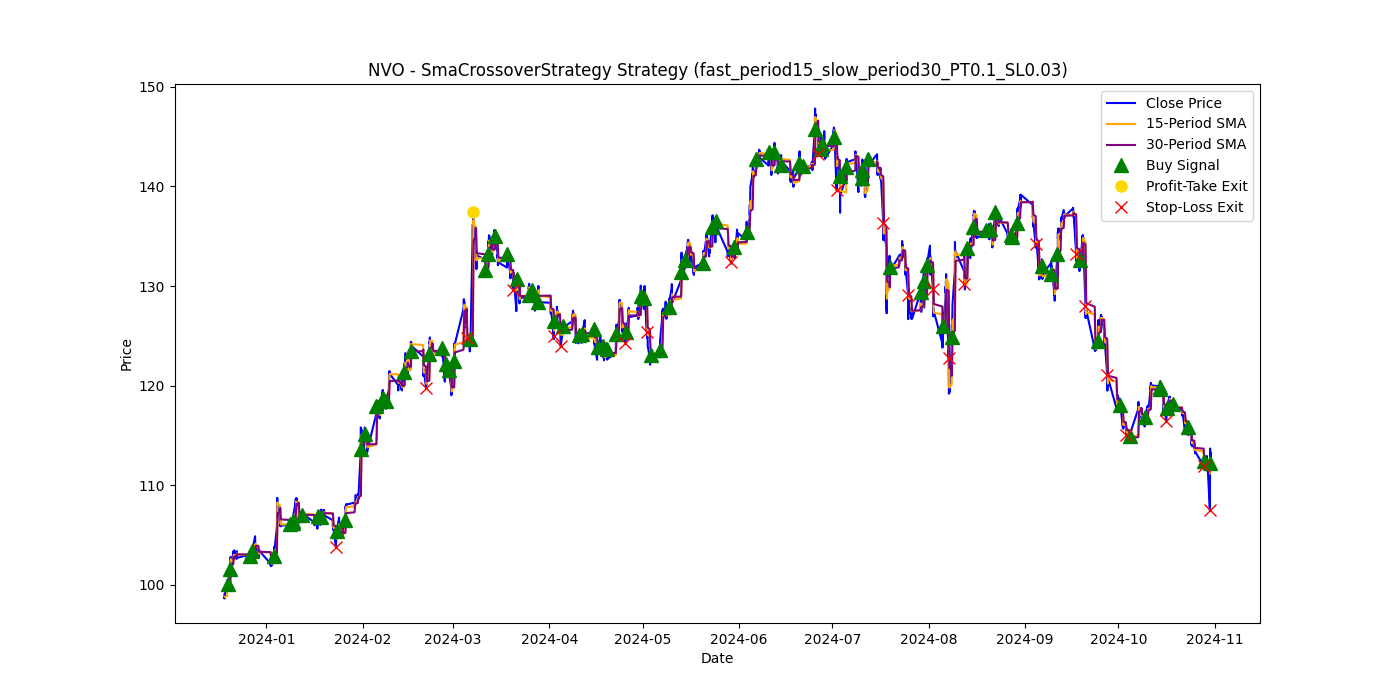 NVO - SmaCrossoverStrategy Strategy (fast_period15_slow_period30_PT0.1_SL0.03)
Close Price
15-Period SMA
30-Period SMA
Buy Signal
Profit-Take Exit
Stop-Loss Exit
Price
150
140
130
120
110
100
2024-01 2024-02 2024-03 2024-04 2024-05 2024-06 2024-07 2024-08 2024-09 2024-10 2024-11
Date